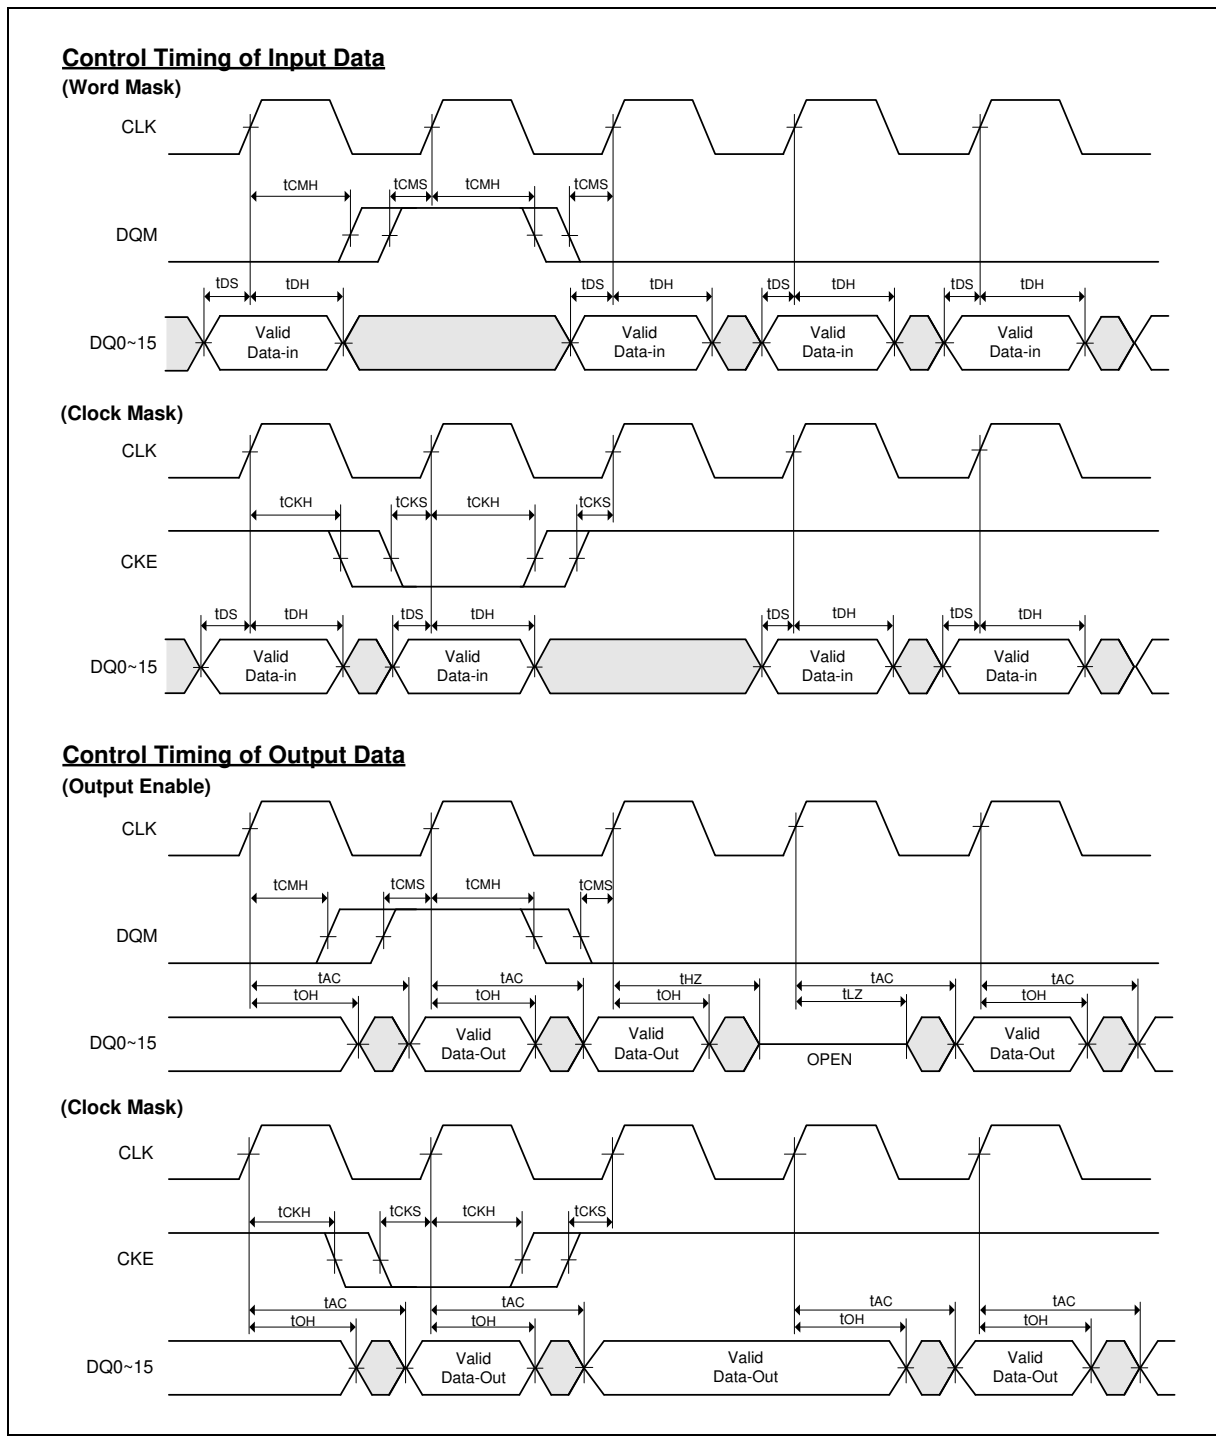 Control Timing of Input Data
(Word Mask)
CLK
tCMH tCMS tCMH tCMS
DQM
tDS tDH tDS tDH tDS tDH tDS tDH
DQ0~15
Valid Data-in
Valid Data-in
Valid Data-in
Valid Data-in
(Clock Mask)
CLK
tCKH tCKS tCKH tCKS
CKE
tDS tDH tDS tDH tDS tDH tDS tDH
DQ0~15
Valid Data-in
Valid Data-in
Valid Data-in
Valid Data-in
Control Timing of Output Data
(Output Enable)
CLK
tCMH tCMS tCMH tCMS
DQM
tAC tAC tHZ tAC tAC
tOH tOH tOH tLZ tOH
DQ0~15
Valid Data-Out
Valid Data-Out
OPEN
Valid Data-Out
(Clock Mask)
CLK
tCKH tCKS tCKH tCKS
CKE
tAC tAC tAC tAC
tOH tOH tOH tOH
DQ0~15
Valid Data-Out
Valid Data-Out
Valid Data-Out